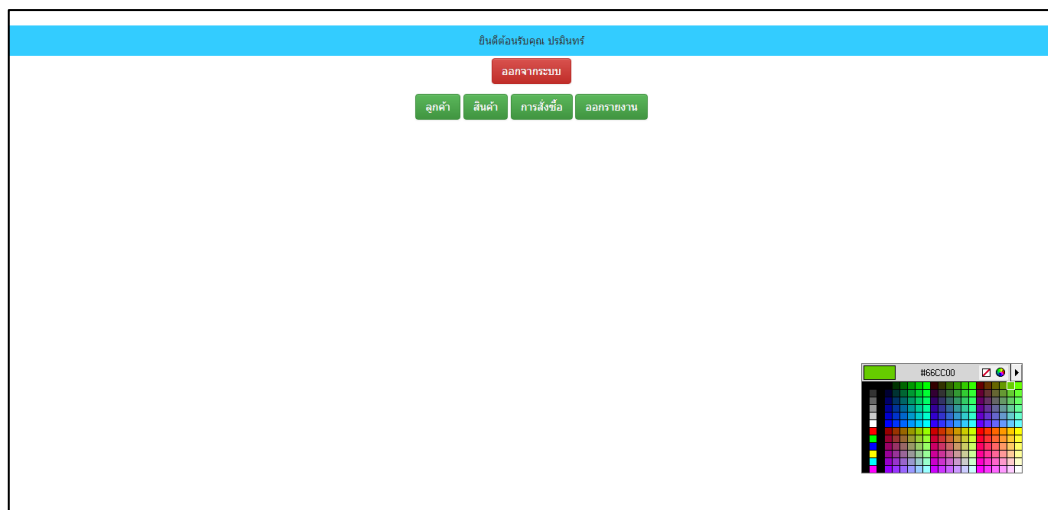 ยินดีต้อนรับคุณ ปรมินทร์
ออกจากระบบ
ลูกค้า สินค้า การสั่งซื้อ ออกรายงาน
#66CC00